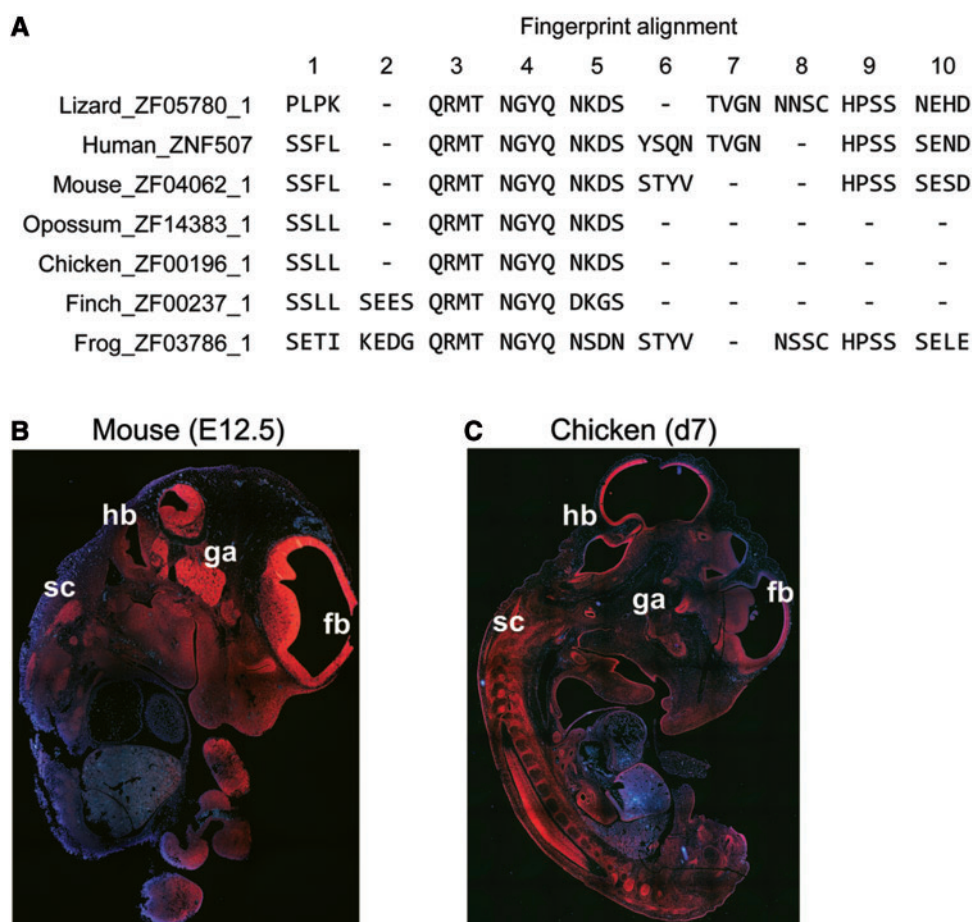 A
Fingerprint alignment
1 2 3 4 5 6 7 8 9 10
Lizard_ZF05780_1 PLPK - QRMT NGYQ NKDS - TVGN NNSC HPSS NEHD
Human_ZNF507 SSFL - QRMT NGYQ NKDS YSQN TVGN - HPSS SEND
Mouse_ZF04062_1 SSFL - QRMT NGYQ NKDS STYV - - HPSS SESD
Opossum_ZF14383_1 SSLL - QRMT NGYQ NKDS - - - - -
Chicken_ZF00196_1 SSLL - QRMT NGYQ NKDS - - - - -
Finch_ZF00237_1 SSLL SEES QRMT NGYQ DKGS - - - - -
Frog_ZF03786_1 SETI KEDG QRMT NGYQ NSDN STYV - NSSC HPSS SELE
B Mouse (E12.5)
hb
ga
sc
fb
C Chicken (d7)
hb
ga
fb
sc